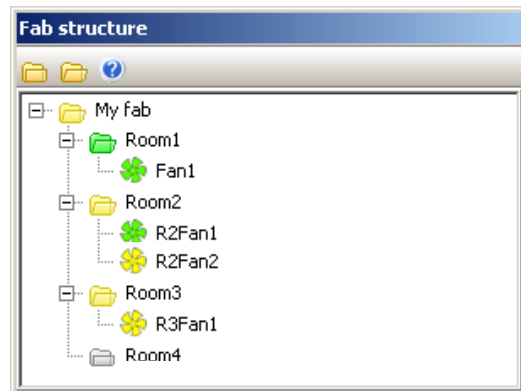 Fab structure
?
My fab
Room1
Fan1
Room2
R2Fan1
R2Fan2
Room3
R3Fan1
Room4